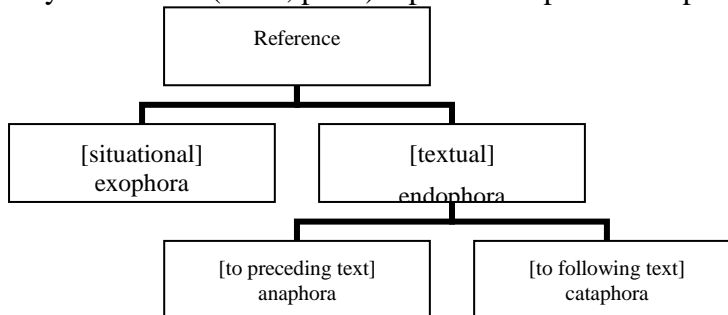 Reference
[situational]
exophora
[textual]
endophora
[to preceding text]
anaphora
[to following text]
cataphora